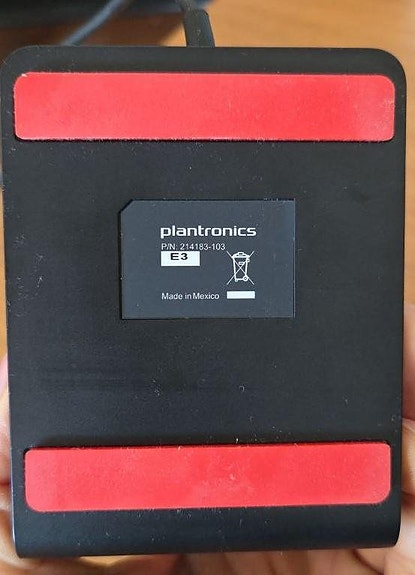 plantronics
P/N: 214183-103
E3
Made in Mexico